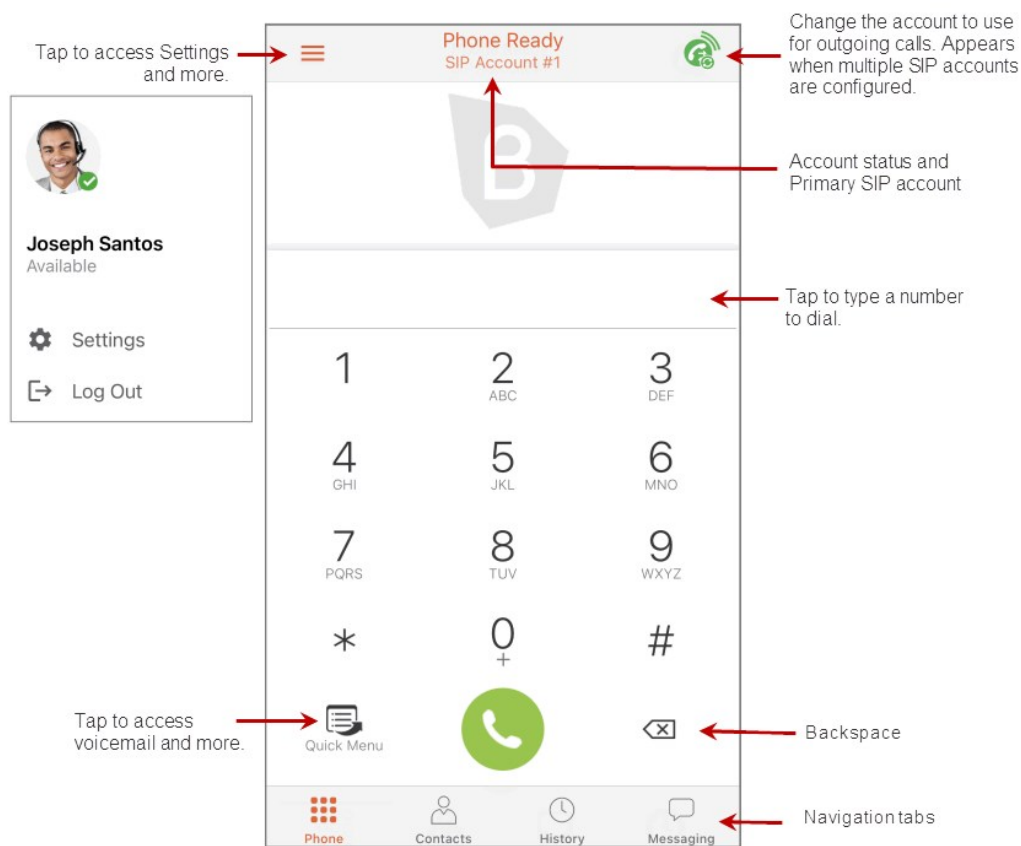 Tap to access Settings
and more.
Joseph Santos
Available
Settings
Log Out
Phone Ready
SIP Account #1
B
Change the account to use
for outgoing calls. Appears
when multiple SIP accounts
are configured.
Account status and
Primary SIP account
Tap to type a number
to dial.
1 2 3
ABC DEF
4 5 6
GHI JKL MNO
7 8 9
PQRS TUV WXYZ
* 0 #
+
Tap to access
voicemail and more.
Quick Menu
Backspace
Phone Contacts History Messaging
Navigation tabs